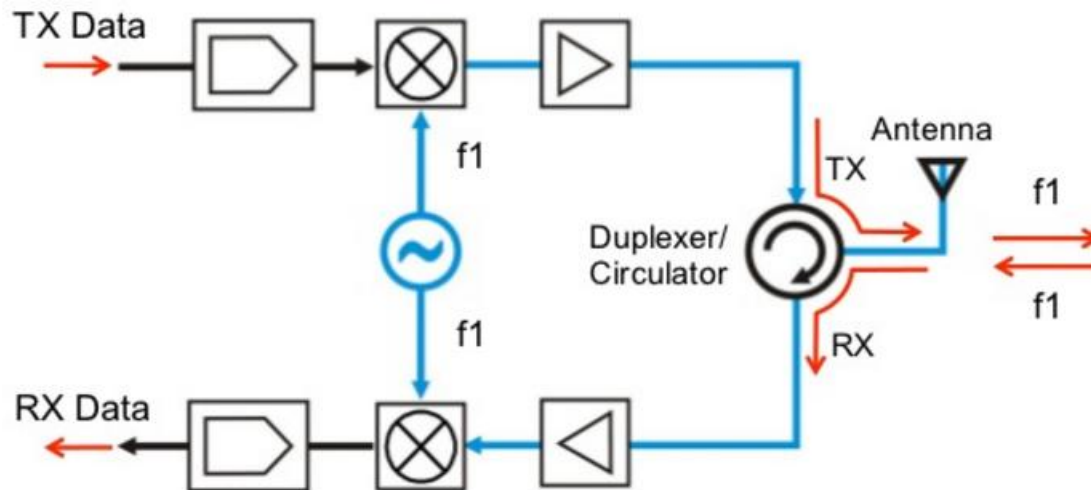 TX Data
f1
Antenna
TX
f1
Duplexer/
Circulator
f1
f1
RX
RX Data